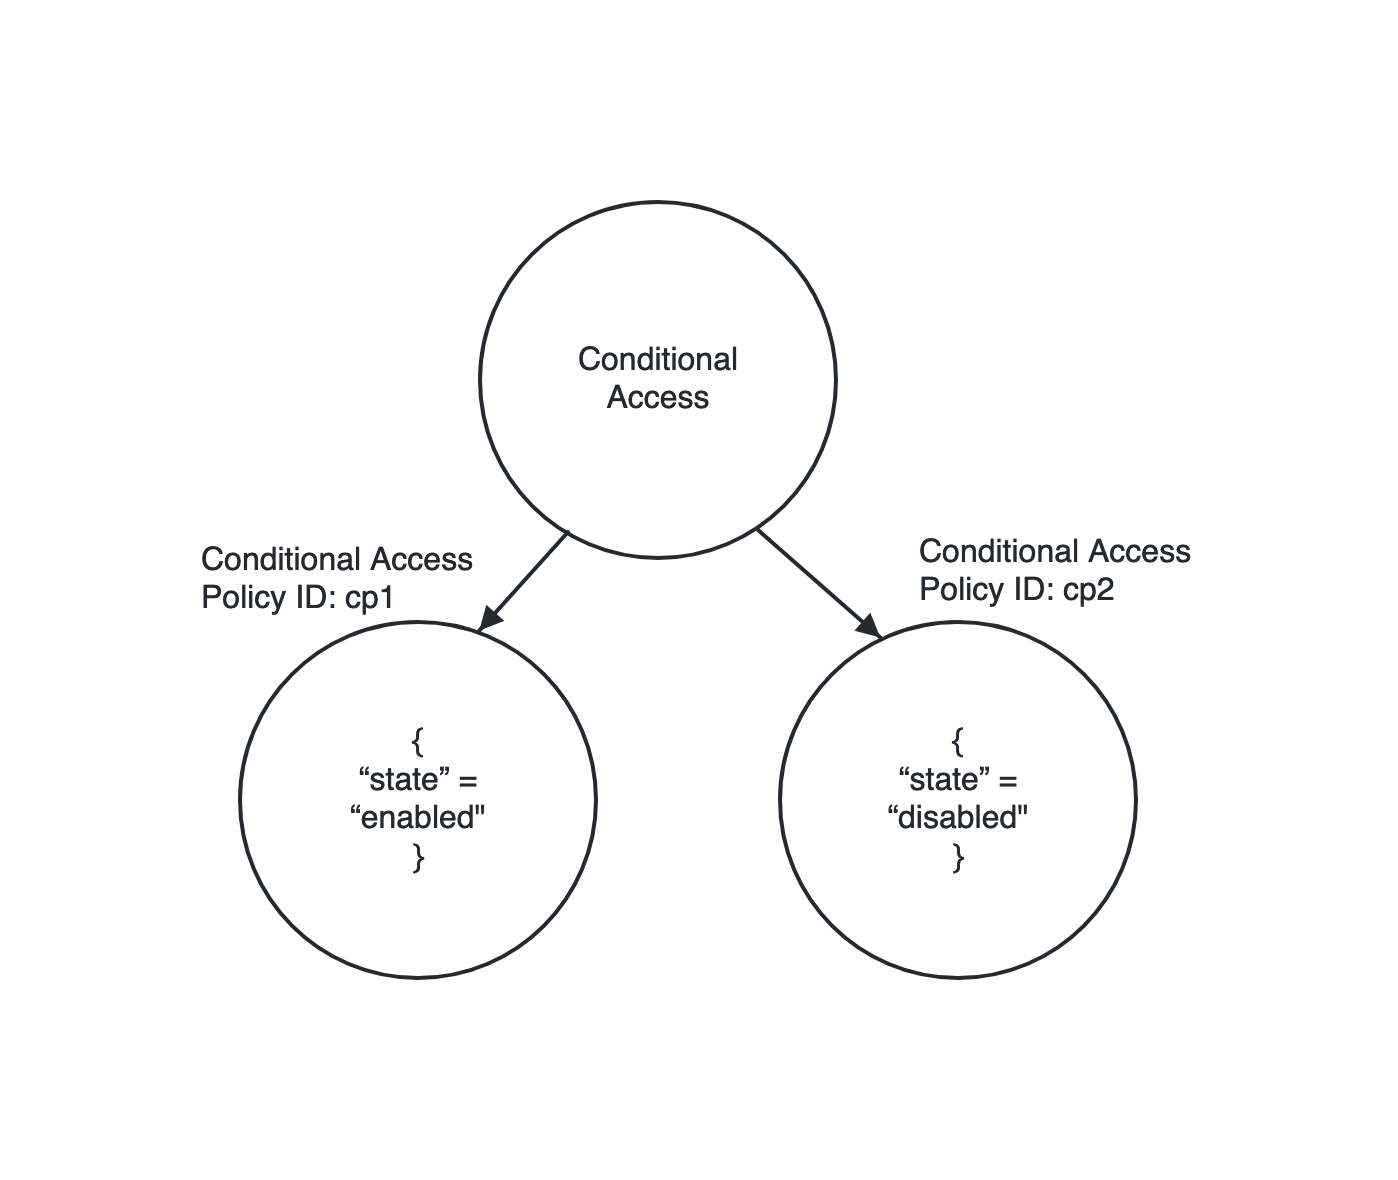 Conditional
Access
Conditional Access
Policy ID: cp1
Conditional Access
Policy ID: cp2
{
“state” =
“enabled"
}
{
“state” =
“disabled"
}